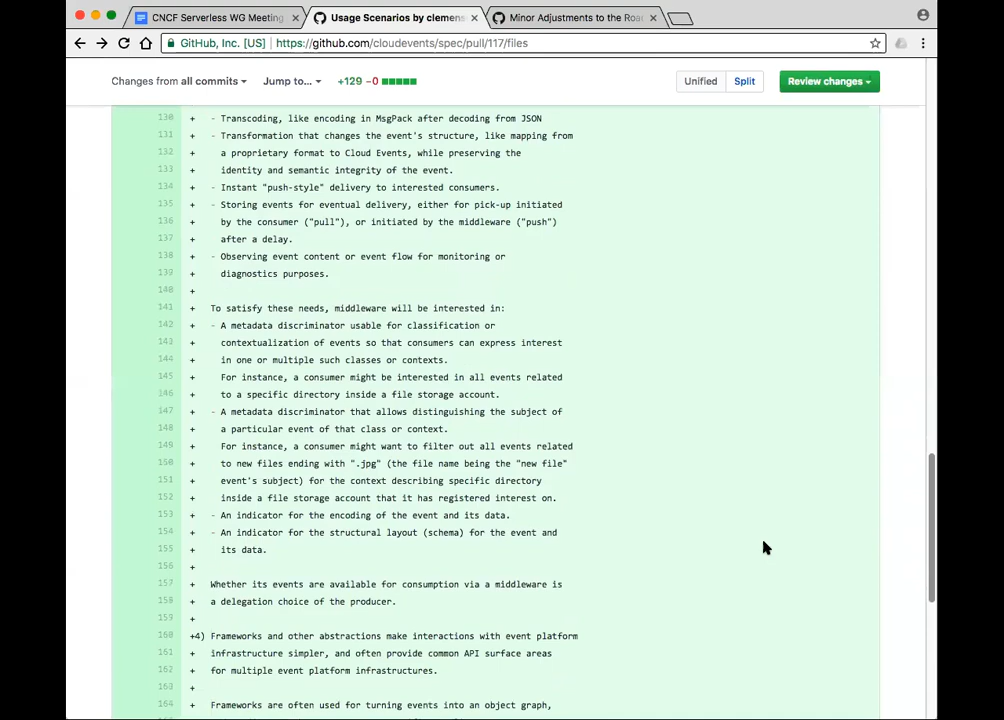 CNCF Serverless WG Meeting
Usage Scenarios by clemens
Minor Adjustments to the Roa
GitHub, Inc. [US] https://github.com/cloudevents/spec/pull/117/files
Changes from all commits Jump to... +129 −0
Unified Split Review changes
130 + - Transcoding, like encoding in MsgPack after decoding from JSON
131 + - Transformation that changes the event's structure, like mapping from
132 + a proprietary format to Cloud Events, while preserving the
133 + identity and semantic integrity of the event.
134 + - Instant "push-style" delivery to interested consumers.
135 + - Storing events for eventual delivery, either for pick-up initiated
136 + by the consumer ("pull"), or initiated by the middleware ("push")
137 + after a delay.
138 + - Observing event content or event flow for monitoring or
139 + diagnostics purposes.
140 +
141 + To satisfy these needs, middleware will be interested in:
142 + - A metadata discriminator usable for classification or
143 + contextualization of events so that consumers can express interest
144 + in one or multiple such classes or contexts.
145 + For instance, a consumer might be interested in all events related
146 + to a specific directory inside a file storage account.
147 + - A metadata discriminator that allows distinguishing the subject of
148 + a particular event of that class or context.
149 + For instance, a consumer might want to filter out all events related
150 + to new files ending with ".jpg" (the file name being the "new file"
151 + event's subject) for the context describing specific directory
152 + inside a file storage account that it has registered interest on.
153 + - An indicator for the encoding of the event and its data.
154 + - An indicator for the structural layout (schema) for the event and
155 + its data.
156 +
157 + Whether its events are available for consumption via a middleware is
158 + a delegation choice of the producer.
159 +
160 +4) Frameworks and other abstractions make interactions with event platform
161 + infrastructure simpler, and often provide common API surface areas
162 + for multiple event platform infrastructures.
163 +
164 + Frameworks are often used for turning events into an object graph,